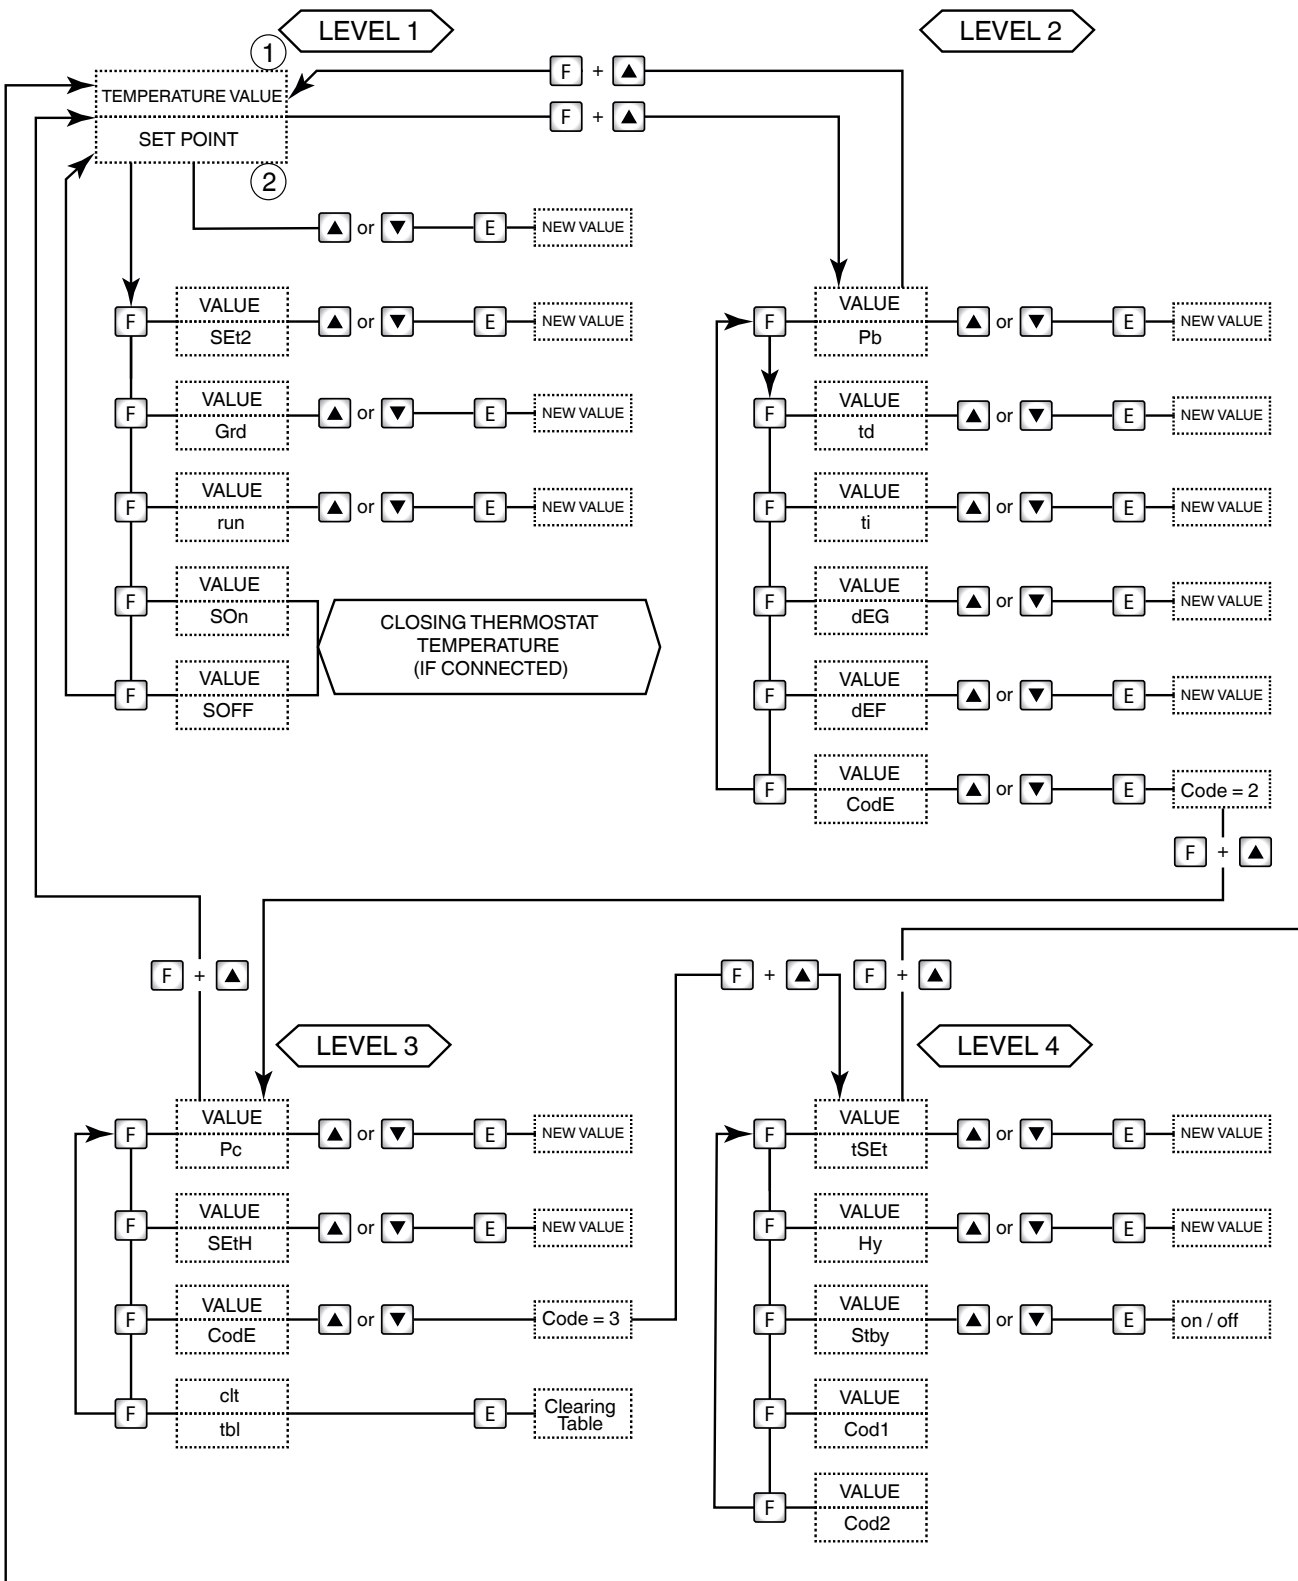 LEVEL 1
LEVEL 2
1
TEMPERATURE VALUE
SET POINT
2
F + ▲
F + ▲
▲ or ▼ E NEW VALUE
F VALUE SEt2 ▲ or ▼ E NEW VALUE
F VALUE Grd ▲ or ▼ E NEW VALUE
F VALUE run ▲ or ▼ E NEW VALUE
F VALUE SOn
F VALUE SOFF
CLOSING THERMOSTAT
TEMPERATURE
(IF CONNECTED)
F VALUE Pb ▲ or ▼ E NEW VALUE
F VALUE td ▲ or ▼ E NEW VALUE
F VALUE ti ▲ or ▼ E NEW VALUE
F VALUE dEG ▲ or ▼ E NEW VALUE
F VALUE dEF ▲ or ▼ E NEW VALUE
F VALUE CodE ▲ or ▼ E Code = 2
F + ▲
F + ▲
F + ▲
F + ▲
LEVEL 3
LEVEL 4
F VALUE Pc ▲ or ▼ E NEW VALUE
F VALUE SEtH ▲ or ▼ E NEW VALUE
F VALUE CodE ▲ or ▼ Code = 3
F clt tbl E Clearing Table
F VALUE tSEt ▲ or ▼ E NEW VALUE
F VALUE Hy ▲ or ▼ E NEW VALUE
F VALUE Stby ▲ or ▼ E on / off
F VALUE Cod1
F VALUE Cod2